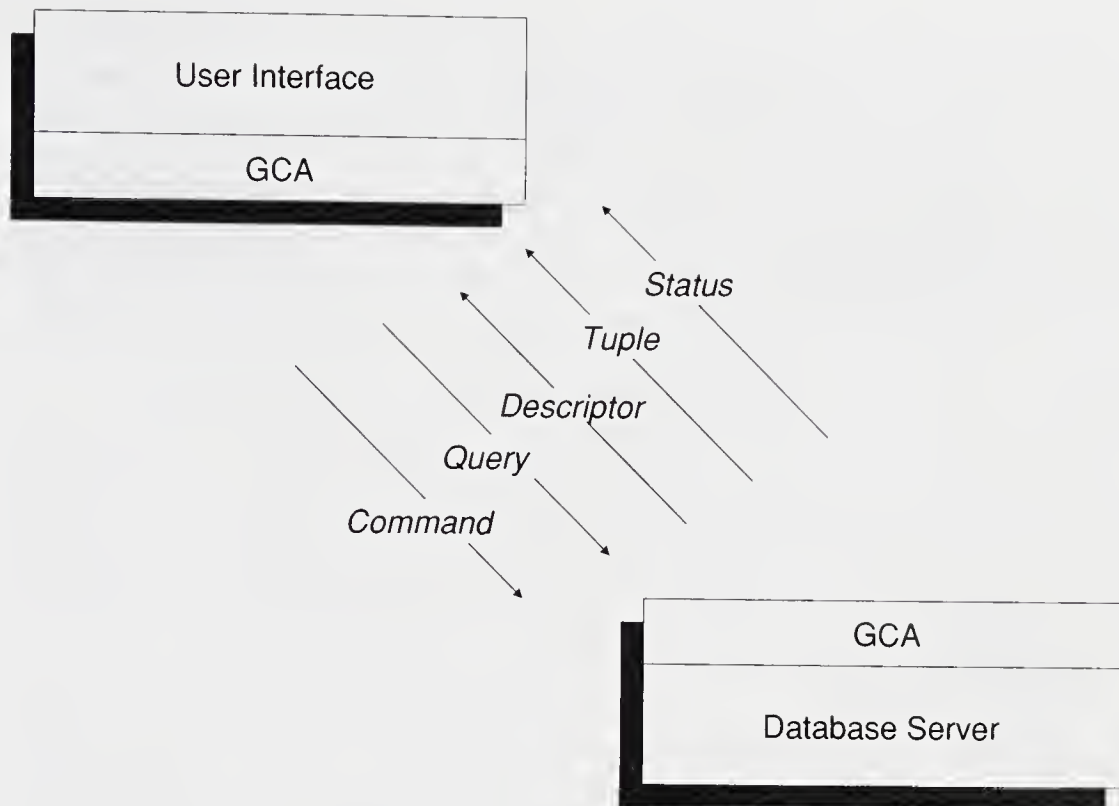 User Interface
GCA
Status
Tuple
Descriptor
Query
Command
GCA
Database Server